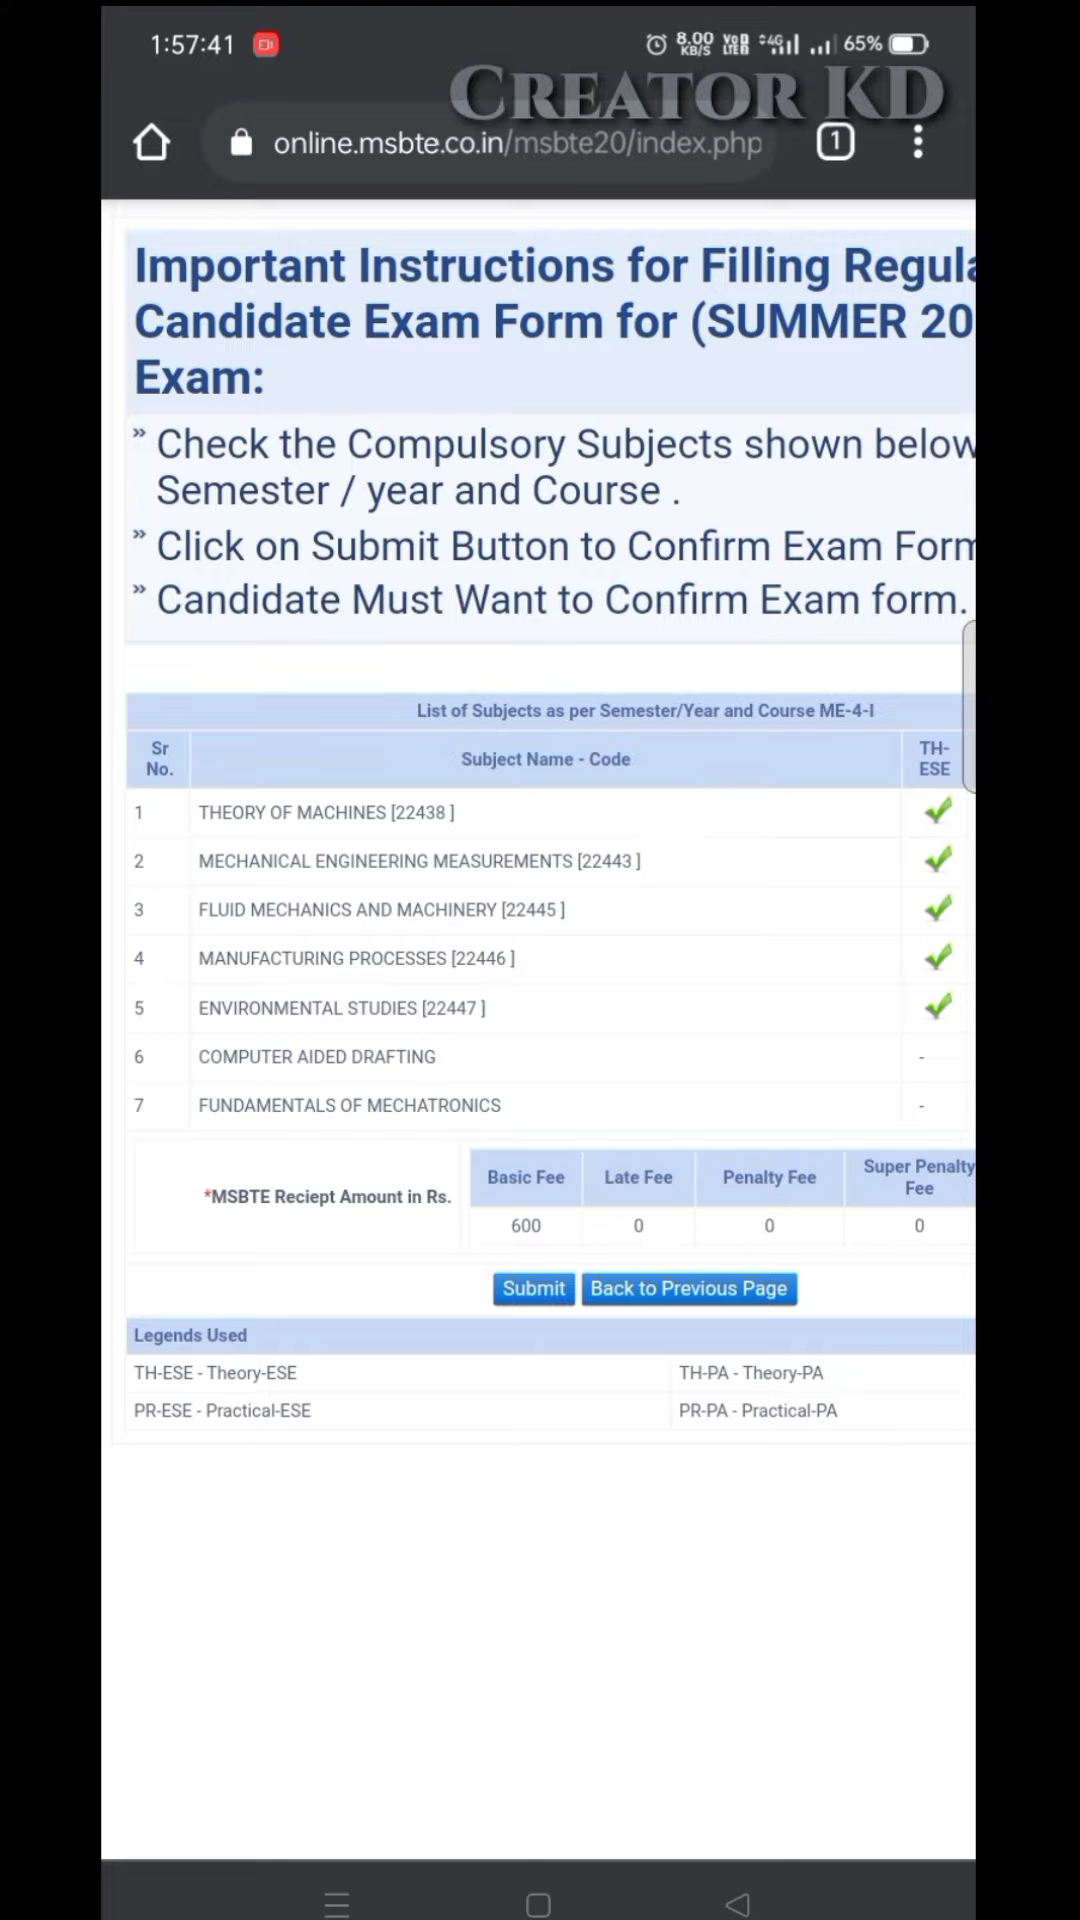 1:57:41
8.00 KB/S VoD LTE2 4G 65%
CREATOR KD
online.msbte.co.in/msbte20/index.php
1
Important Instructions for Filling Regula
Candidate Exam Form for (SUMMER 20
Exam:
» Check the Compulsory Subjects shown below
Semester / year and Course .
» Click on Submit Button to Confirm Exam Form
» Candidate Must Want to Confirm Exam form.
List of Subjects as per Semester/Year and Course ME-4-I
Sr No. Subject Name - Code TH-ESE
1 THEORY OF MACHINES [22438 ]
2 MECHANICAL ENGINEERING MEASUREMENTS [22443 ]
3 FLUID MECHANICS AND MACHINERY [22445 ]
4 MANUFACTURING PROCESSES [22446 ]
5 ENVIRONMENTAL STUDIES [22447 ]
6 COMPUTER AIDED DRAFTING -
7 FUNDAMENTALS OF MECHATRONICS -
Basic Fee Late Fee Penalty Fee Super Penalty Fee
*MSBTE Reciept Amount in Rs.
600 0 0 0
Submit Back to Previous Page
Legends Used
TH-ESE - Theory-ESE TH-PA - Theory-PA
PR-ESE - Practical-ESE PR-PA - Practical-PA